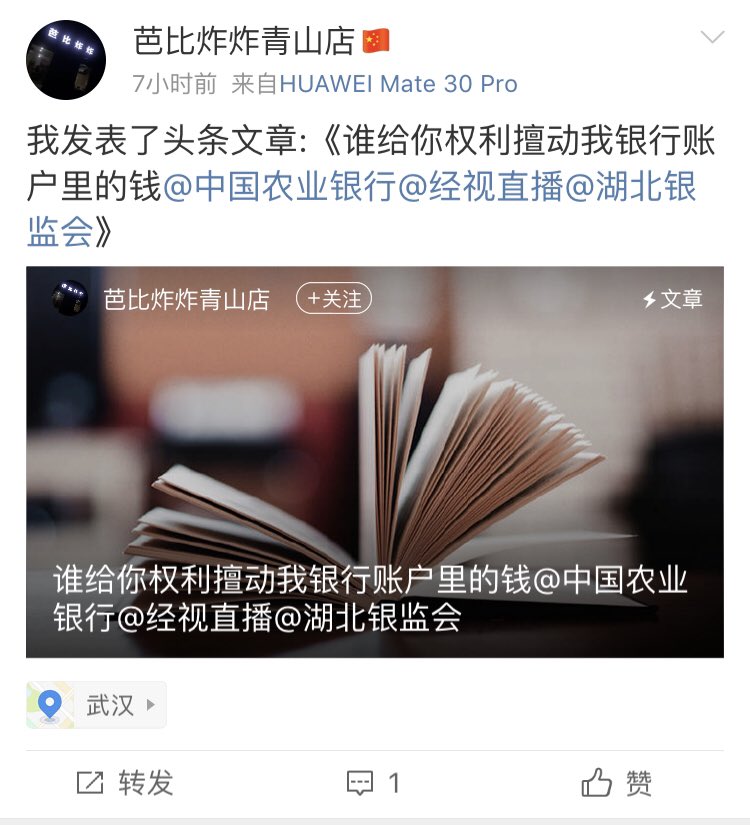 芭比炸炸
芭比炸炸青山店
7小时前 来自HUAWEI Mate 30 Pro
我发表了头条文章:《谁给你权利擅动我银行账
户里的钱@中国农业银行@经视直播@湖北银
监会》
芭比炸炸青山店 +关注 文章
谁给你权利擅动我银行账户里的钱@中国农业
银行@经视直播@湖北银监会
武汉
转发 1 赞